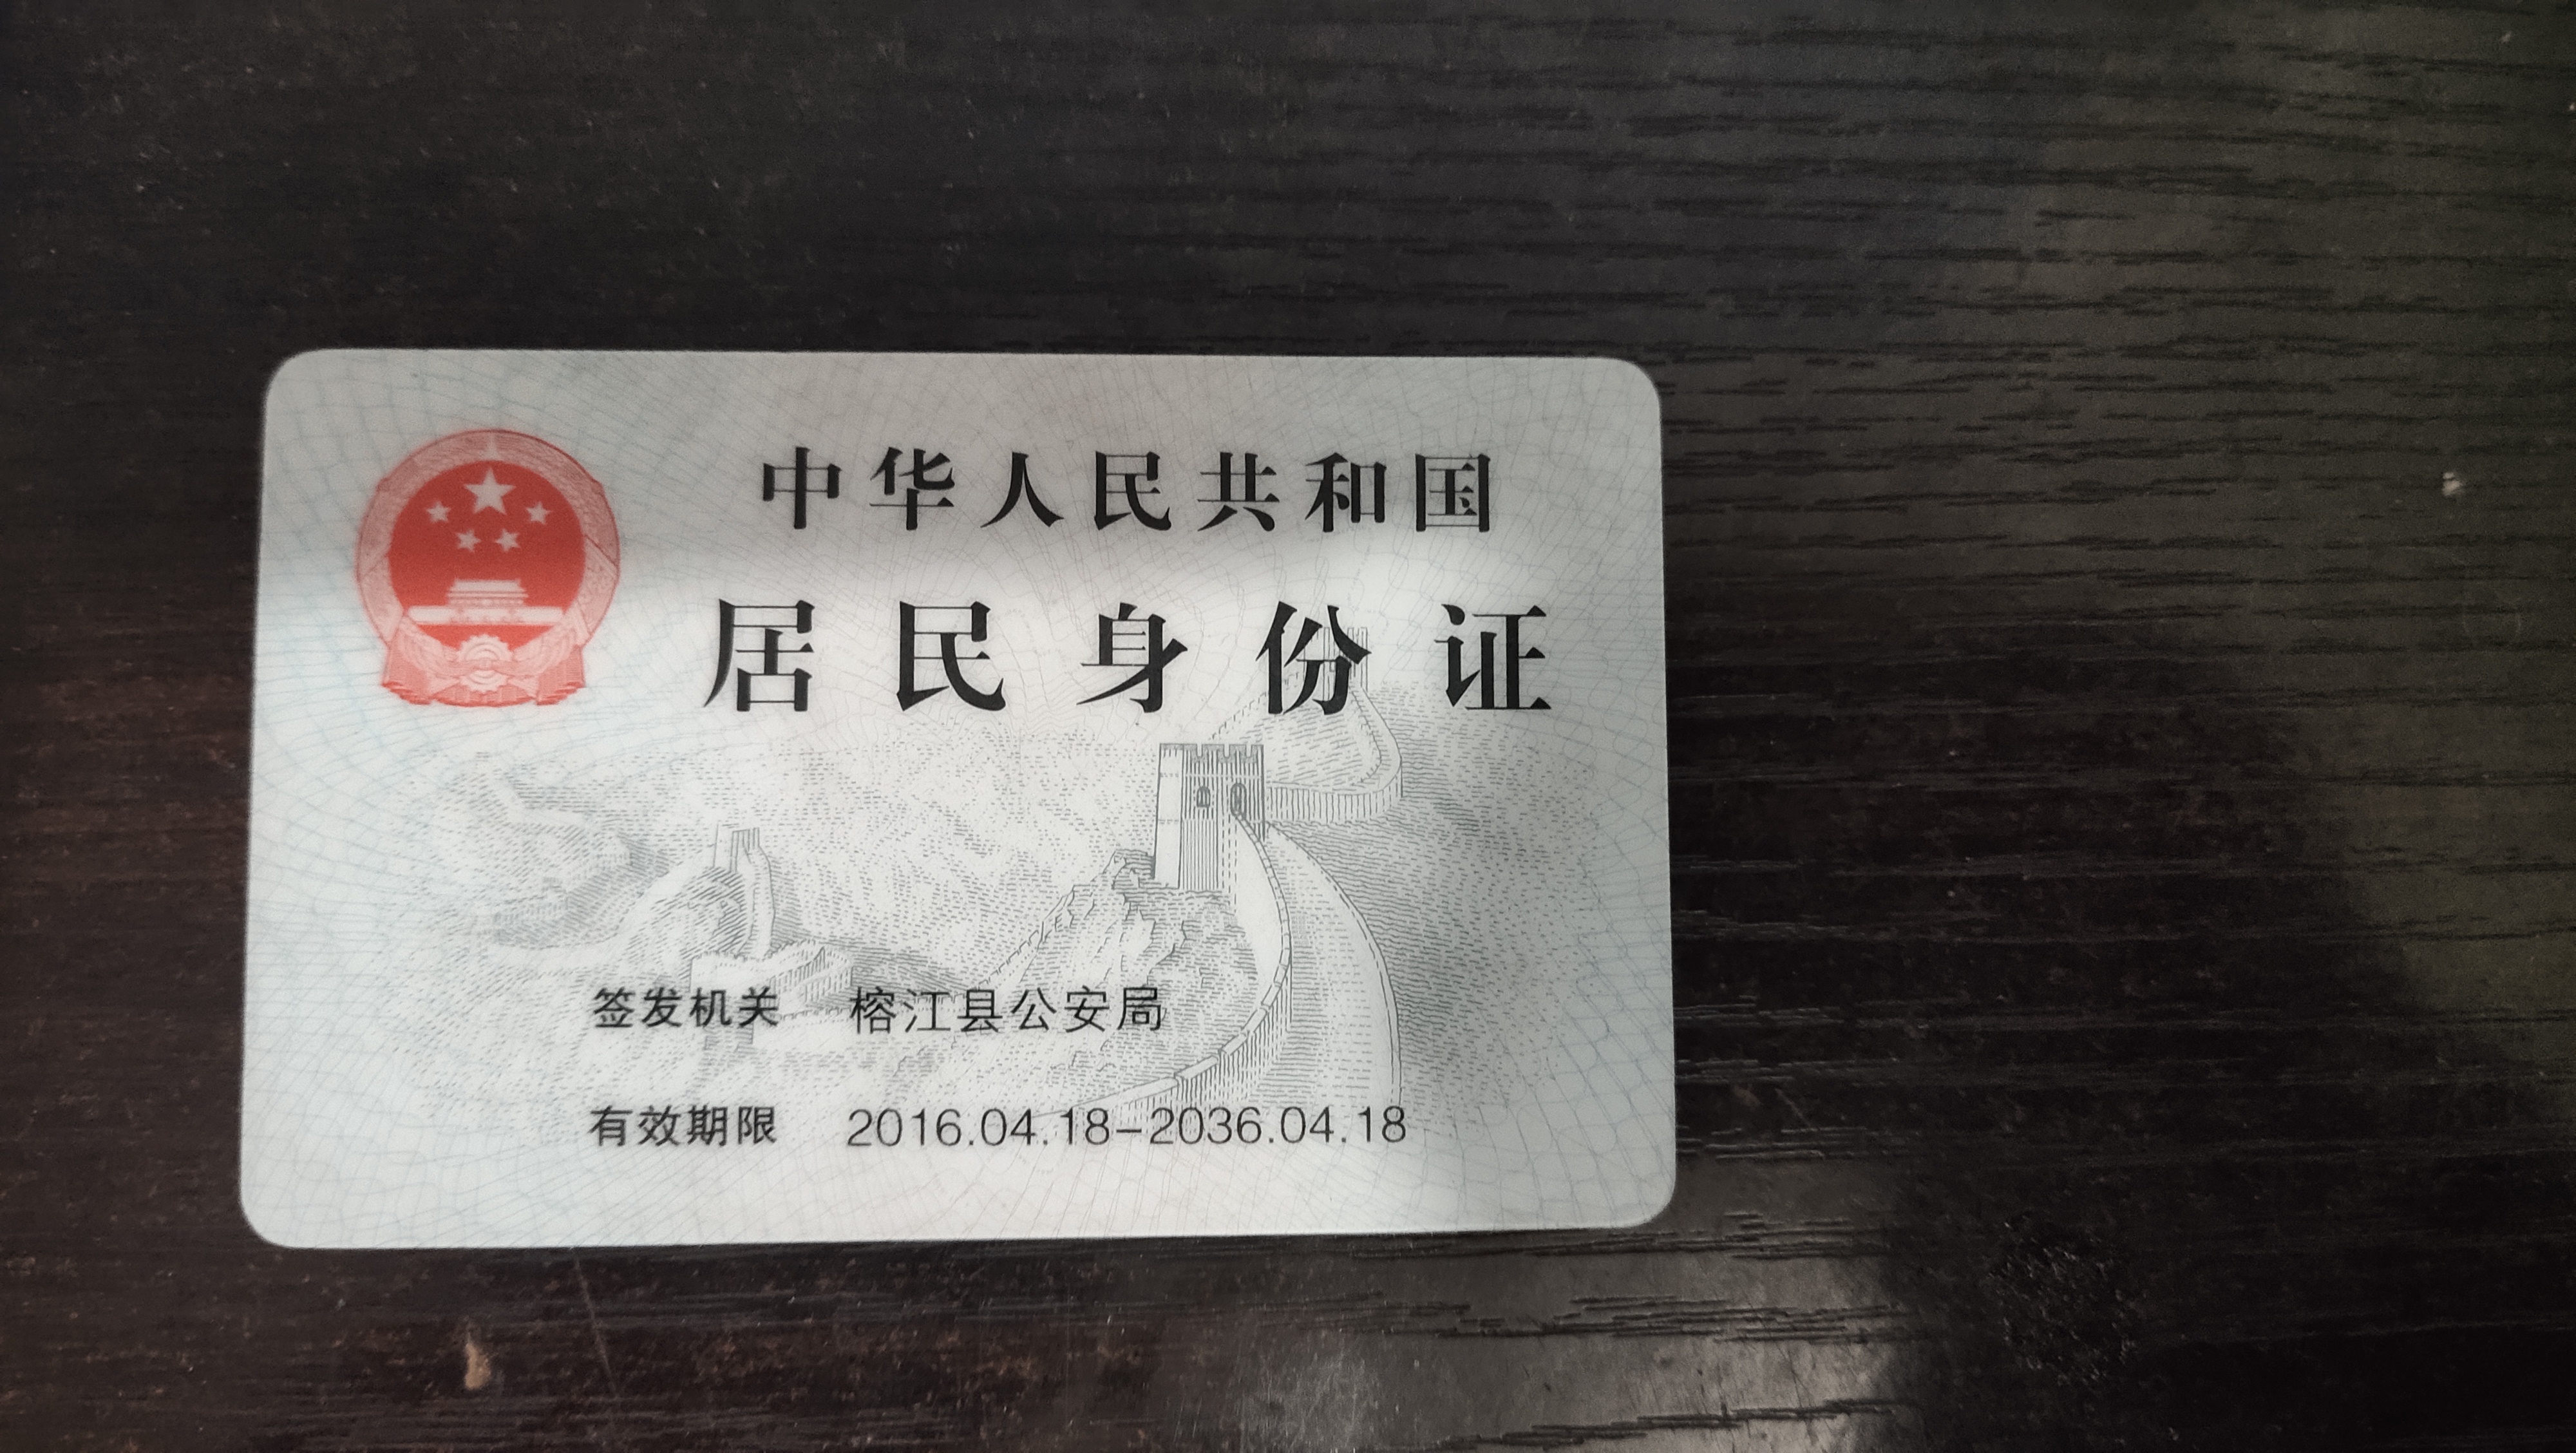 中华人民共和国
居民身份证
签发机关 榕江县公安局
有效期限 2016.04.18-2036.04.18